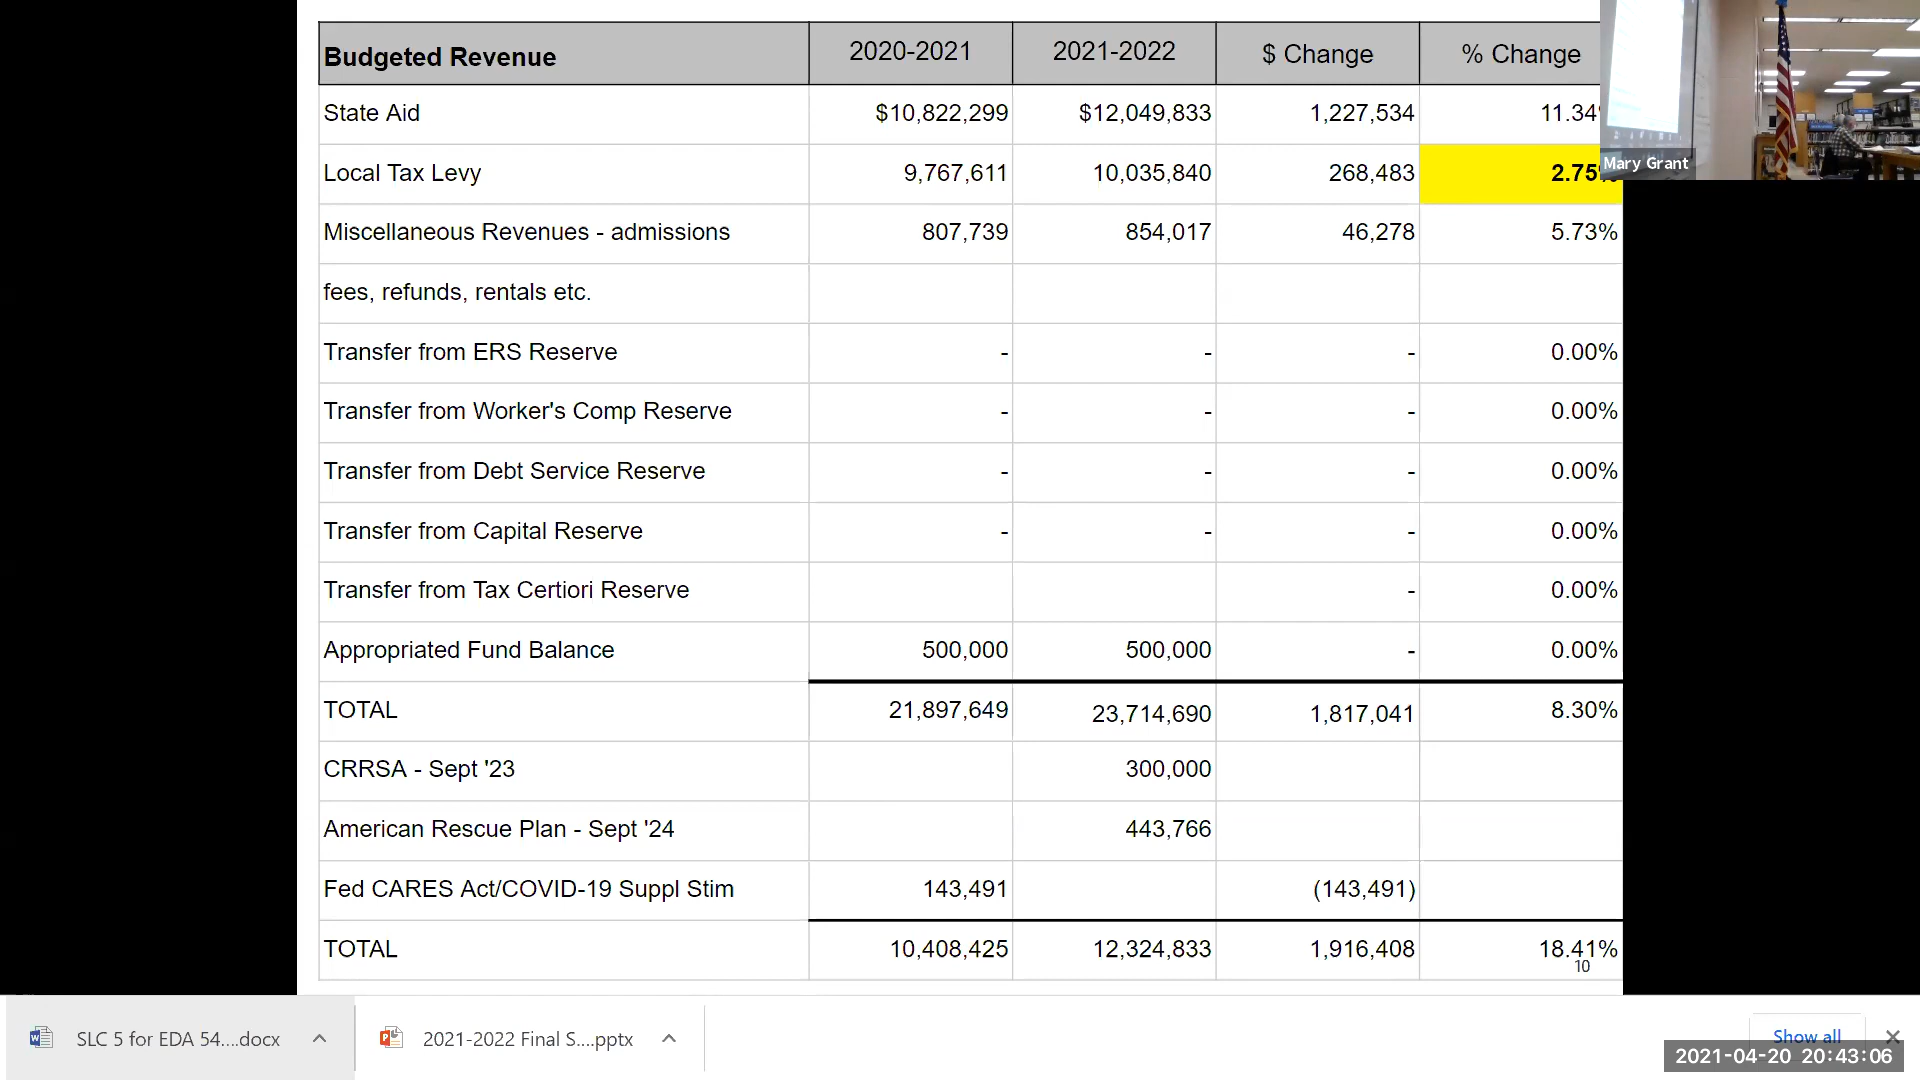 Budgeted Revenue 2020-2021 2021-2022 $ Change % Change
State Aid $10,822,299 $12,049,833 1,227,534 11.34
Local Tax Levy 9,767,611 10,035,840 268,483 2.75%
Mary Grant
Miscellaneous Revenues - admissions 807,739 854,017 46,278 5.73%
fees, refunds, rentals etc.
Transfer from ERS Reserve - - - 0.00%
Transfer from Worker's Comp Reserve - - - 0.00%
Transfer from Debt Service Reserve - - - 0.00%
Transfer from Capital Reserve - - - 0.00%
Transfer from Tax Certiori Reserve - 0.00%
Appropriated Fund Balance 500,000 500,000 - 0.00%
TOTAL 21,897,649 23,714,690 1,817,041 8.30%
CRRSA - Sept '23 300,000
American Rescue Plan - Sept '24 443,766
Fed CARES Act/COVID-19 Suppl Stim 143,491 (143,491)
TOTAL 10,408,425 12,324,833 1,916,408 18.41%
10
SLC 5 for EDA 54....docx 2021-2022 Final S....pptx Show all
2021-04-20 20:43:06